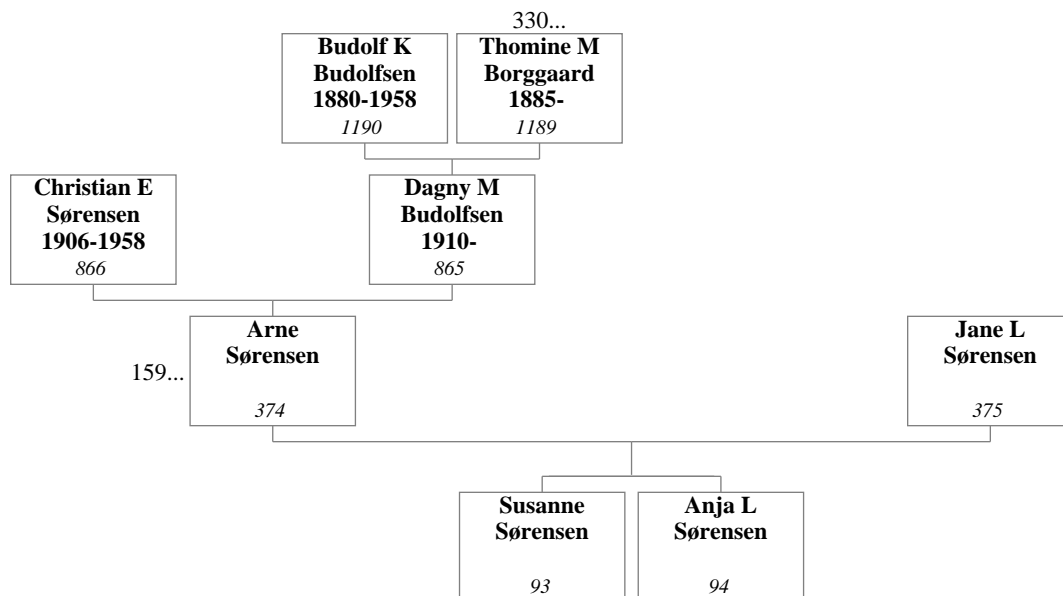 330...
Budolf K
Budolfsen
1880-1958
1190
Thomine M
Borggaard
1885-
1189
Christian E
Sørensen
1906-1958
866
Dagny M
Budolfsen
1910-
865
159...
Arne
Sørensen
374
Jane L
Sørensen
375
Susanne
Sørensen
93
Anja L
Sørensen
94